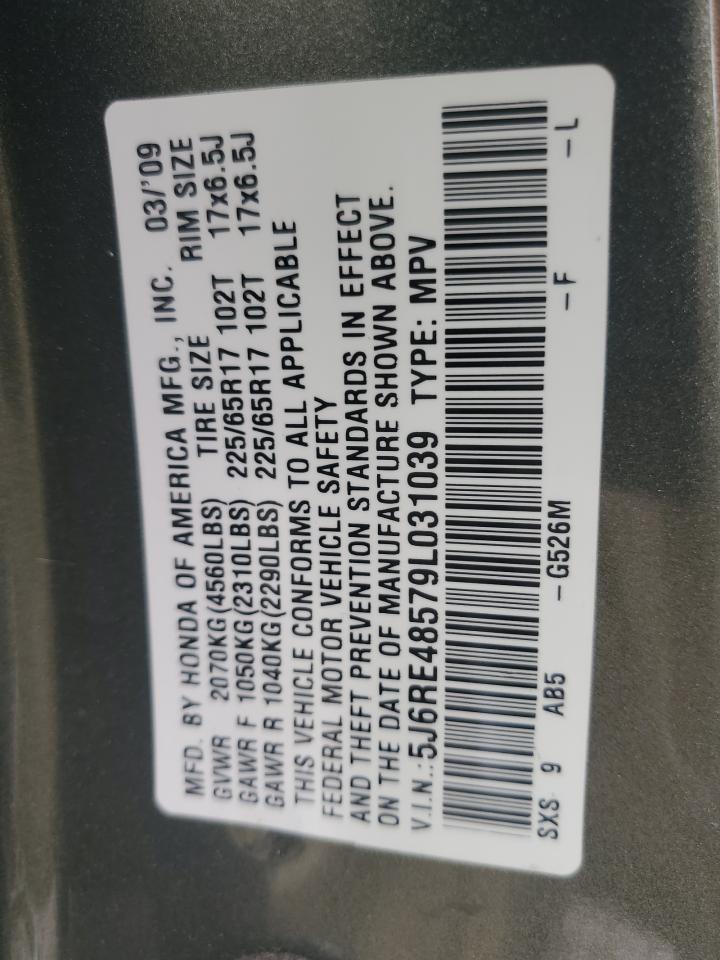 MFD. BY HONDA OF AMERICA MFG., INC. 03/'09
GVWR 2070KG(4560LBS) TIRE SIZE RIM SIZE
GAWR F 1050KG(2310LBS) 225/65R17 102T 17x6.5J
GAWR R 1040KG(2290LBS) 225/65R17 102T 17x6.5J
THIS VEHICLE CONFORMS TO ALL APPLICABLE
FEDERAL MOTOR VEHICLE SAFETY
AND THEFT PREVENTION STANDARDS IN EFFECT
ON THE DATE OF MANUFACTURE SHOWN ABOVE.
V.I.N.:5J6RE48579L031039 TYPE: MPV
SXS 9 AB5 -G526M -F -L